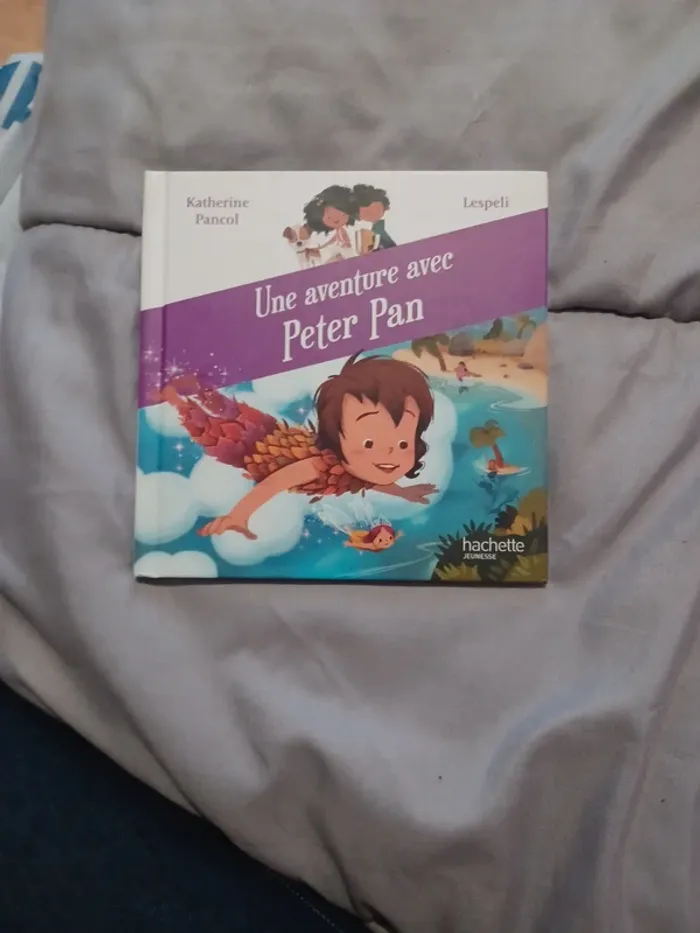 Katherine
Pancol
Lespeli
Une aventure avec
Peter Pan
hachette
JEUNESSE